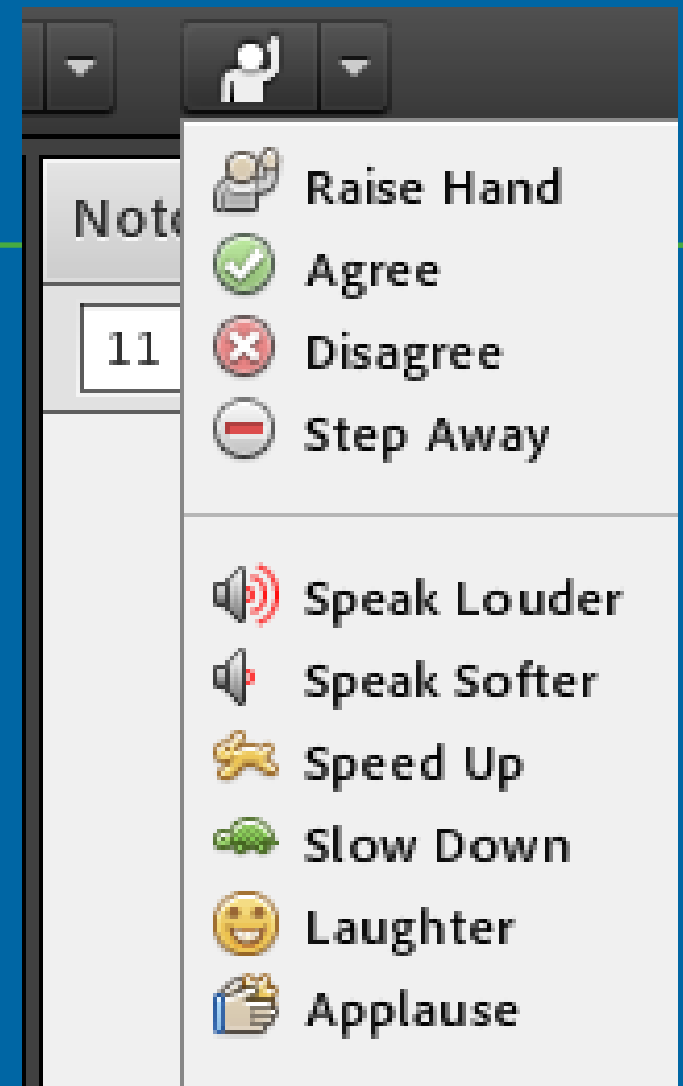 Raise Hand
Note
11
Agree
Disagree
Step Away
Speak Louder
Speak Softer
Speed Up
Slow Down
Laughter
Applause